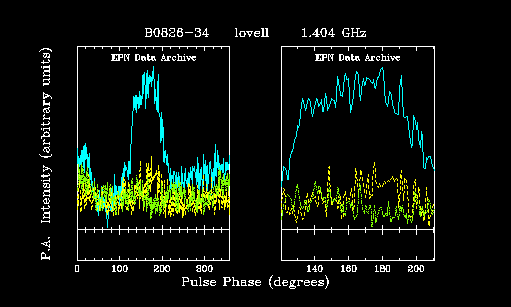 B0826-34 lovell 1.404 GHz
EPN Data Archive EPN Data Archive
P.A. Intensity (arbitrary units)
0 100 200 300 140 160 180 200
Pulse Phase (degrees)